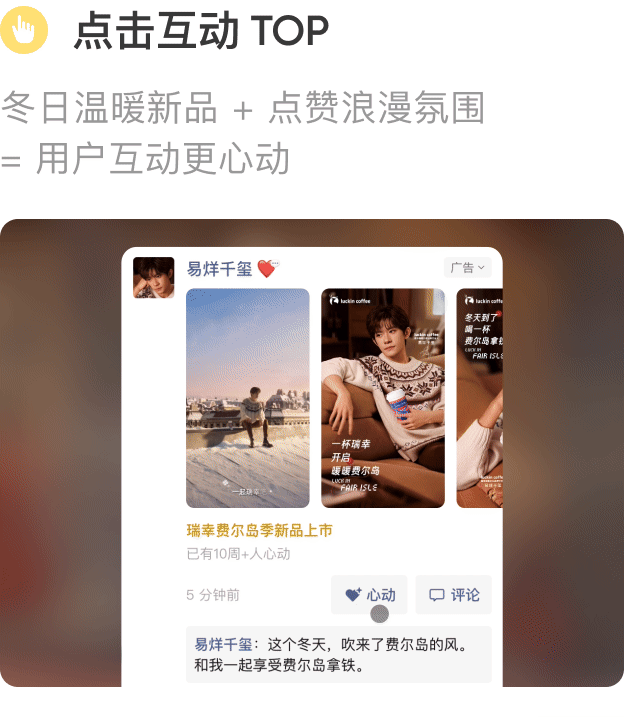 点击互动 TOP
冬日温暖新品 + 点赞浪漫氛围
= 用户互动更心动
易烊千玺
广告
luckin coffee
luckin coffee
luckin coffee
冬天到了
喝一杯
费尔岛拿铁
LUCK IN
FAIR ISLE
一杯瑞幸
开启
暖暖费尔岛
LUCK IN
FAIR ISLE
瑞幸费尔岛季新品上市
已有10周+人心动
5 分钟前
心动
评论
易烊千玺：这个冬天，吹来了费尔岛的风。
和我一起享受费尔岛拿铁。